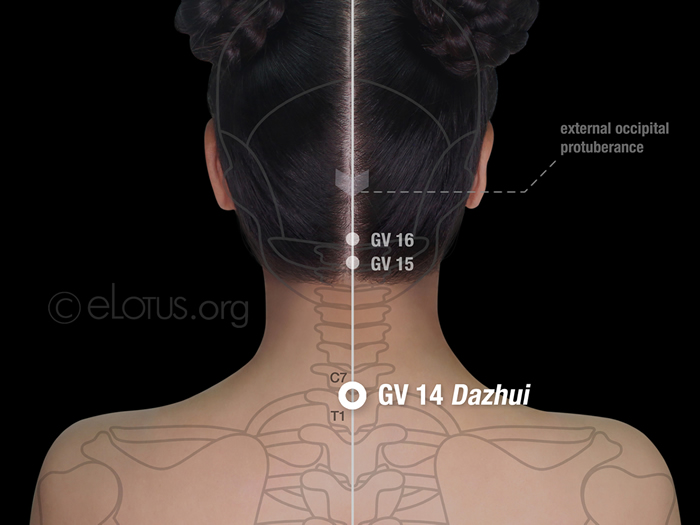 external occipital
protuberance
GV 16
GV 15
© eLotus.org
C7
GV 14 Dazhui
T1